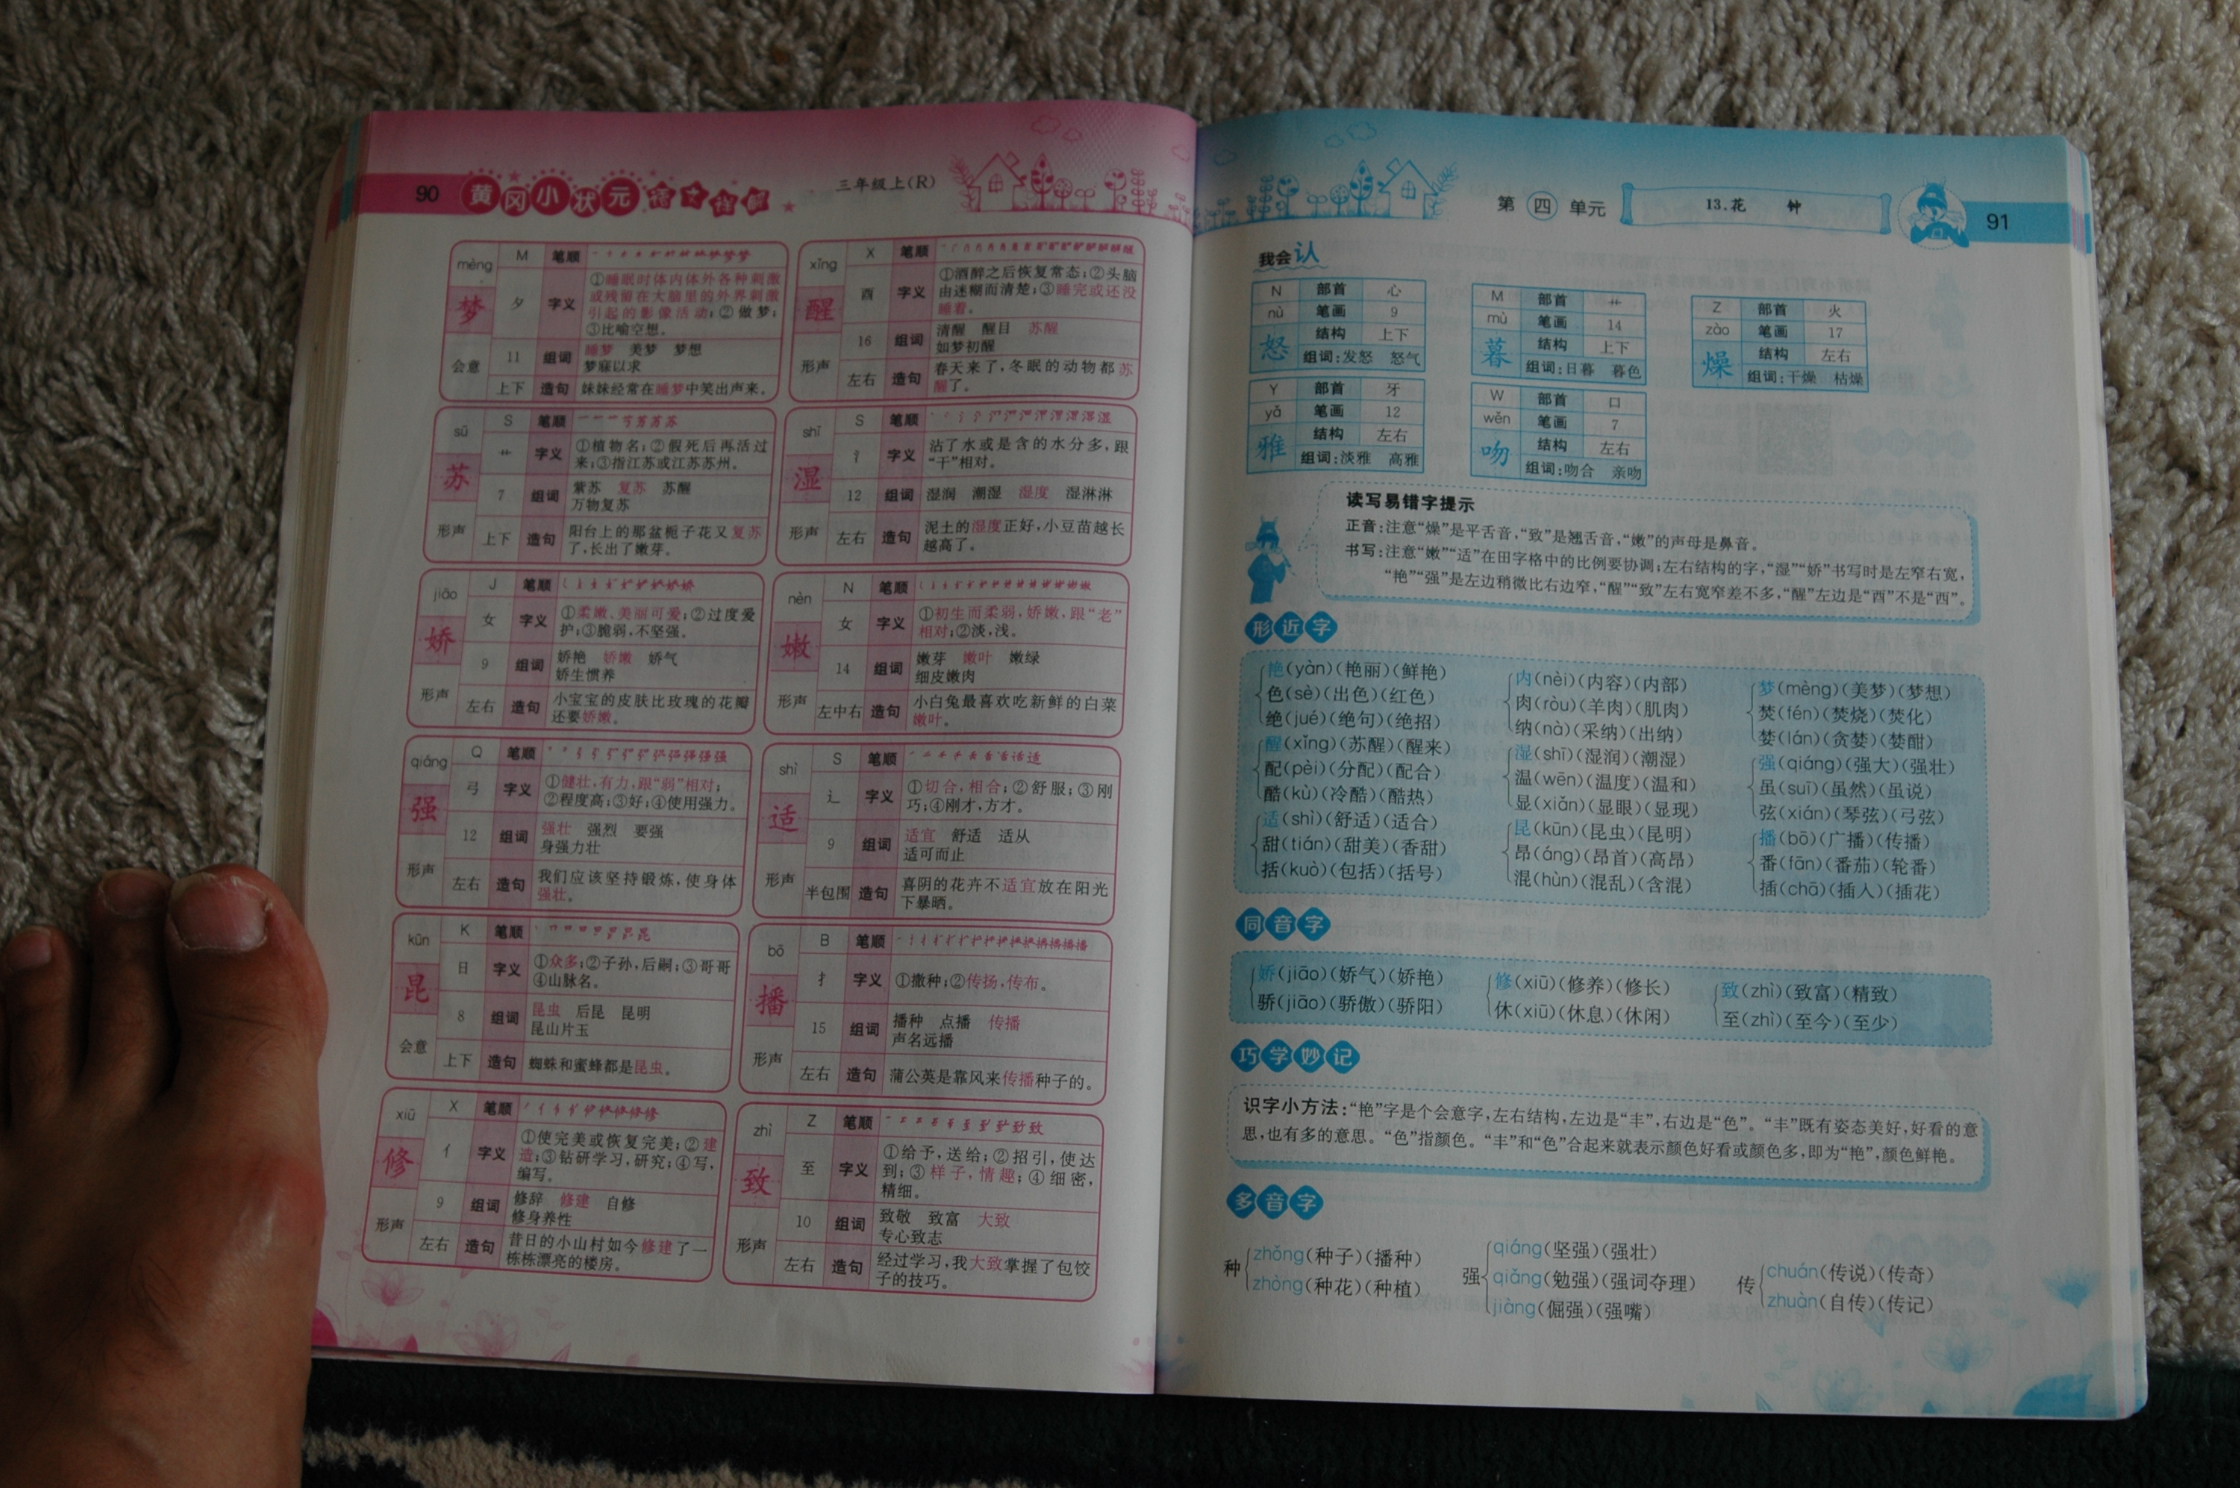 90 黄冈小状元 三年级上(R)
mèng M 笔顺
梦 夕 字义 ①睡眠时体内体外各种刺激或残留在大脑里的外界刺激引起的影像活动;②做梦;③比喻空想。
11 组词 睡梦 美梦 梦想
梦寐以求
会意 上下 造句 妹妹经常在睡梦中笑出声来。
xǐng X 笔顺
醒 酉 字义 ①酒醉之后恢复常态;②头脑由迷糊而清楚;③睡完或还没睡着。
16 组词 清醒 醒目 苏醒
如梦初醒
形声 左右 造句 春天来了,冬眠的动物都苏醒了。
sū S 笔顺
苏 艹 字义 ①植物名;②假死后再活过来;③指江苏或江苏苏州。
7 组词 紫苏 复苏 苏醒
万物复苏
形声 上下 造句 阳台上的那盆栀子花又复苏了,长出了嫩芽。
shī S 笔顺
湿 氵 字义 沾了水或是含的水分多,跟“干”相对。
12 组词 湿润 潮湿 湿度 湿淋淋
形声 左右 造句 泥土的湿度正好,小豆苗越长越高了。
jiāo J 笔顺
娇 女 字义 ①柔嫩、美丽可爱;②过度爱护;③脆弱,不坚强。
9 组词 娇艳 娇嫩 娇气
娇生惯养
形声 左右 造句 小宝宝的皮肤比玫瑰的花瓣还要娇嫩。
nèn N 笔顺
嫩 女 字义 ①初生而柔弱,娇嫩,跟“老”相对;②淡,浅。
14 组词 嫩芽 嫩叶 嫩绿
细皮嫩肉
形声 左中右 造句 小白兔最喜欢吃新鲜的白菜嫩叶。
qiáng Q 笔顺
强 弓 字义 ①健壮,有力,跟“弱”相对;②程度高;③好;④使用强力。
12 组词 强壮 强烈 要强
身强力壮
形声 左右 造句 我们应该坚持锻炼,使身体强壮。
shì S 笔顺
适 辶 字义 ①切合,相合;②舒服;③刚巧;④刚才,方才。
9 组词 适宜 舒适 适从
适可而止
形声 半包围 造句 喜阴的花卉不适宜放在阳光下暴晒。
kūn K 笔顺
昆 日 字义 ①众多;②子孙,后嗣;③哥哥④山脉名。
8 组词 昆虫 后昆 昆明
昆山片玉
会意 上下 造句 蜘蛛和蜜蜂都是昆虫。
bō B 笔顺
播 扌 字义 ①撒种;②传扬,传布。
15 组词 播种 点播 传播
声名远播
形声 左右 造句 蒲公英是靠风来传播种子的。
xiū X 笔顺
修 亻 字义 ①使完美或恢复完美;②建造;③钻研学习,研究;④写,编写。
9 组词 修辞 修建 自修
修身养性
形声 左右 造句 昔日的小山村如今修建了一栋栋漂亮的楼房。
zhì Z 笔顺
致 至 字义 ①给予,送给;②招引,使达到;③样子,情趣;④细密,精细。
10 组词 致敬 致富 大致
专心致志
形声 左右 造句 经过学习,我大致掌握了包饺子的技巧。
第四单元 13.花钟 91
我会认
N 部首 心
nù 笔画 9
怒 结构 上下
组词:发怒 怒气
M 部首 艹
mù 笔画 14
暮 结构 上下
组词:日暮 暮色
Z 部首 火
zào 笔画 17
燥 结构 左右
组词:干燥 枯燥
Y 部首 牙
yǎ 笔画 12
雅 结构 左右
组词:淡雅 高雅
W 部首 口
wěn 笔画 7
吻 结构 左右
组词:吻合 亲吻
读写易错字提示
正音:注意“燥”是平舌音,“致”是翘舌音,“嫩”的声母是鼻音。
书写:注意“嫩”“适”在田字格中的比例要协调;左右结构的字,“湿”“娇”书写时是左窄右宽,
“艳”“强”是左边稍微比右边窄,“醒”“致”左右宽窄差不多,“醒”左边是“酉”不是“西”。
形近字
艳(yàn)(艳丽)(鲜艳) 内(nèi)(内容)(内部) 梦(mèng)(美梦)(梦想)
色(sè)(出色)(红色) 肉(ròu)(羊肉)(肌肉) 焚(fén)(焚烧)(焚化)
绝(jué)(绝句)(绝招) 纳(nà)(采纳)(出纳) 婪(lán)(贪婪)(婪酣)
醒(xǐng)(苏醒)(醒来) 湿(shī)(湿润)(潮湿) 强(qiáng)(强大)(强壮)
配(pèi)(分配)(配合) 温(wēn)(温度)(温和) 虽(suī)(虽然)(虽说)
酷(kù)(冷酷)(酷热) 显(xiǎn)(显眼)(显现) 弦(xián)(琴弦)(弓弦)
适(shì)(舒适)(适合) 昆(kūn)(昆虫)(昆明) 播(bō)(广播)(传播)
甜(tián)(甜美)(香甜) 昂(áng)(昂首)(高昂) 番(fān)(番茄)(轮番)
括(kuò)(包括)(括号) 混(hùn)(混乱)(含混) 插(chā)(插入)(插花)
同音字
娇(jiāo)(娇气)(娇艳) 修(xiū)(修养)(修长) 致(zhì)(致富)(精致)
骄(jiāo)(骄傲)(骄阳) 休(xiū)(休息)(休闲) 至(zhì)(至今)(至少)
巧学妙记
识字小方法:“艳”字是个会意字,左右结构,左边是“丰”,右边是“色”。“丰”既有姿态美好,好看的意
思,也有多的意思。“色”指颜色。“丰”和“色”合起来就表示颜色好看或颜色多,即为“艳”,颜色鲜艳。
多音字
种 zhǒng(种子)(播种)
zhòng(种花)(种植)
强 qiáng(坚强)(强壮)
qiǎng(勉强)(强词夺理)
jiàng(倔强)(强嘴)
传 chuán(传说)(传奇)
zhuàn(自传)(传记)